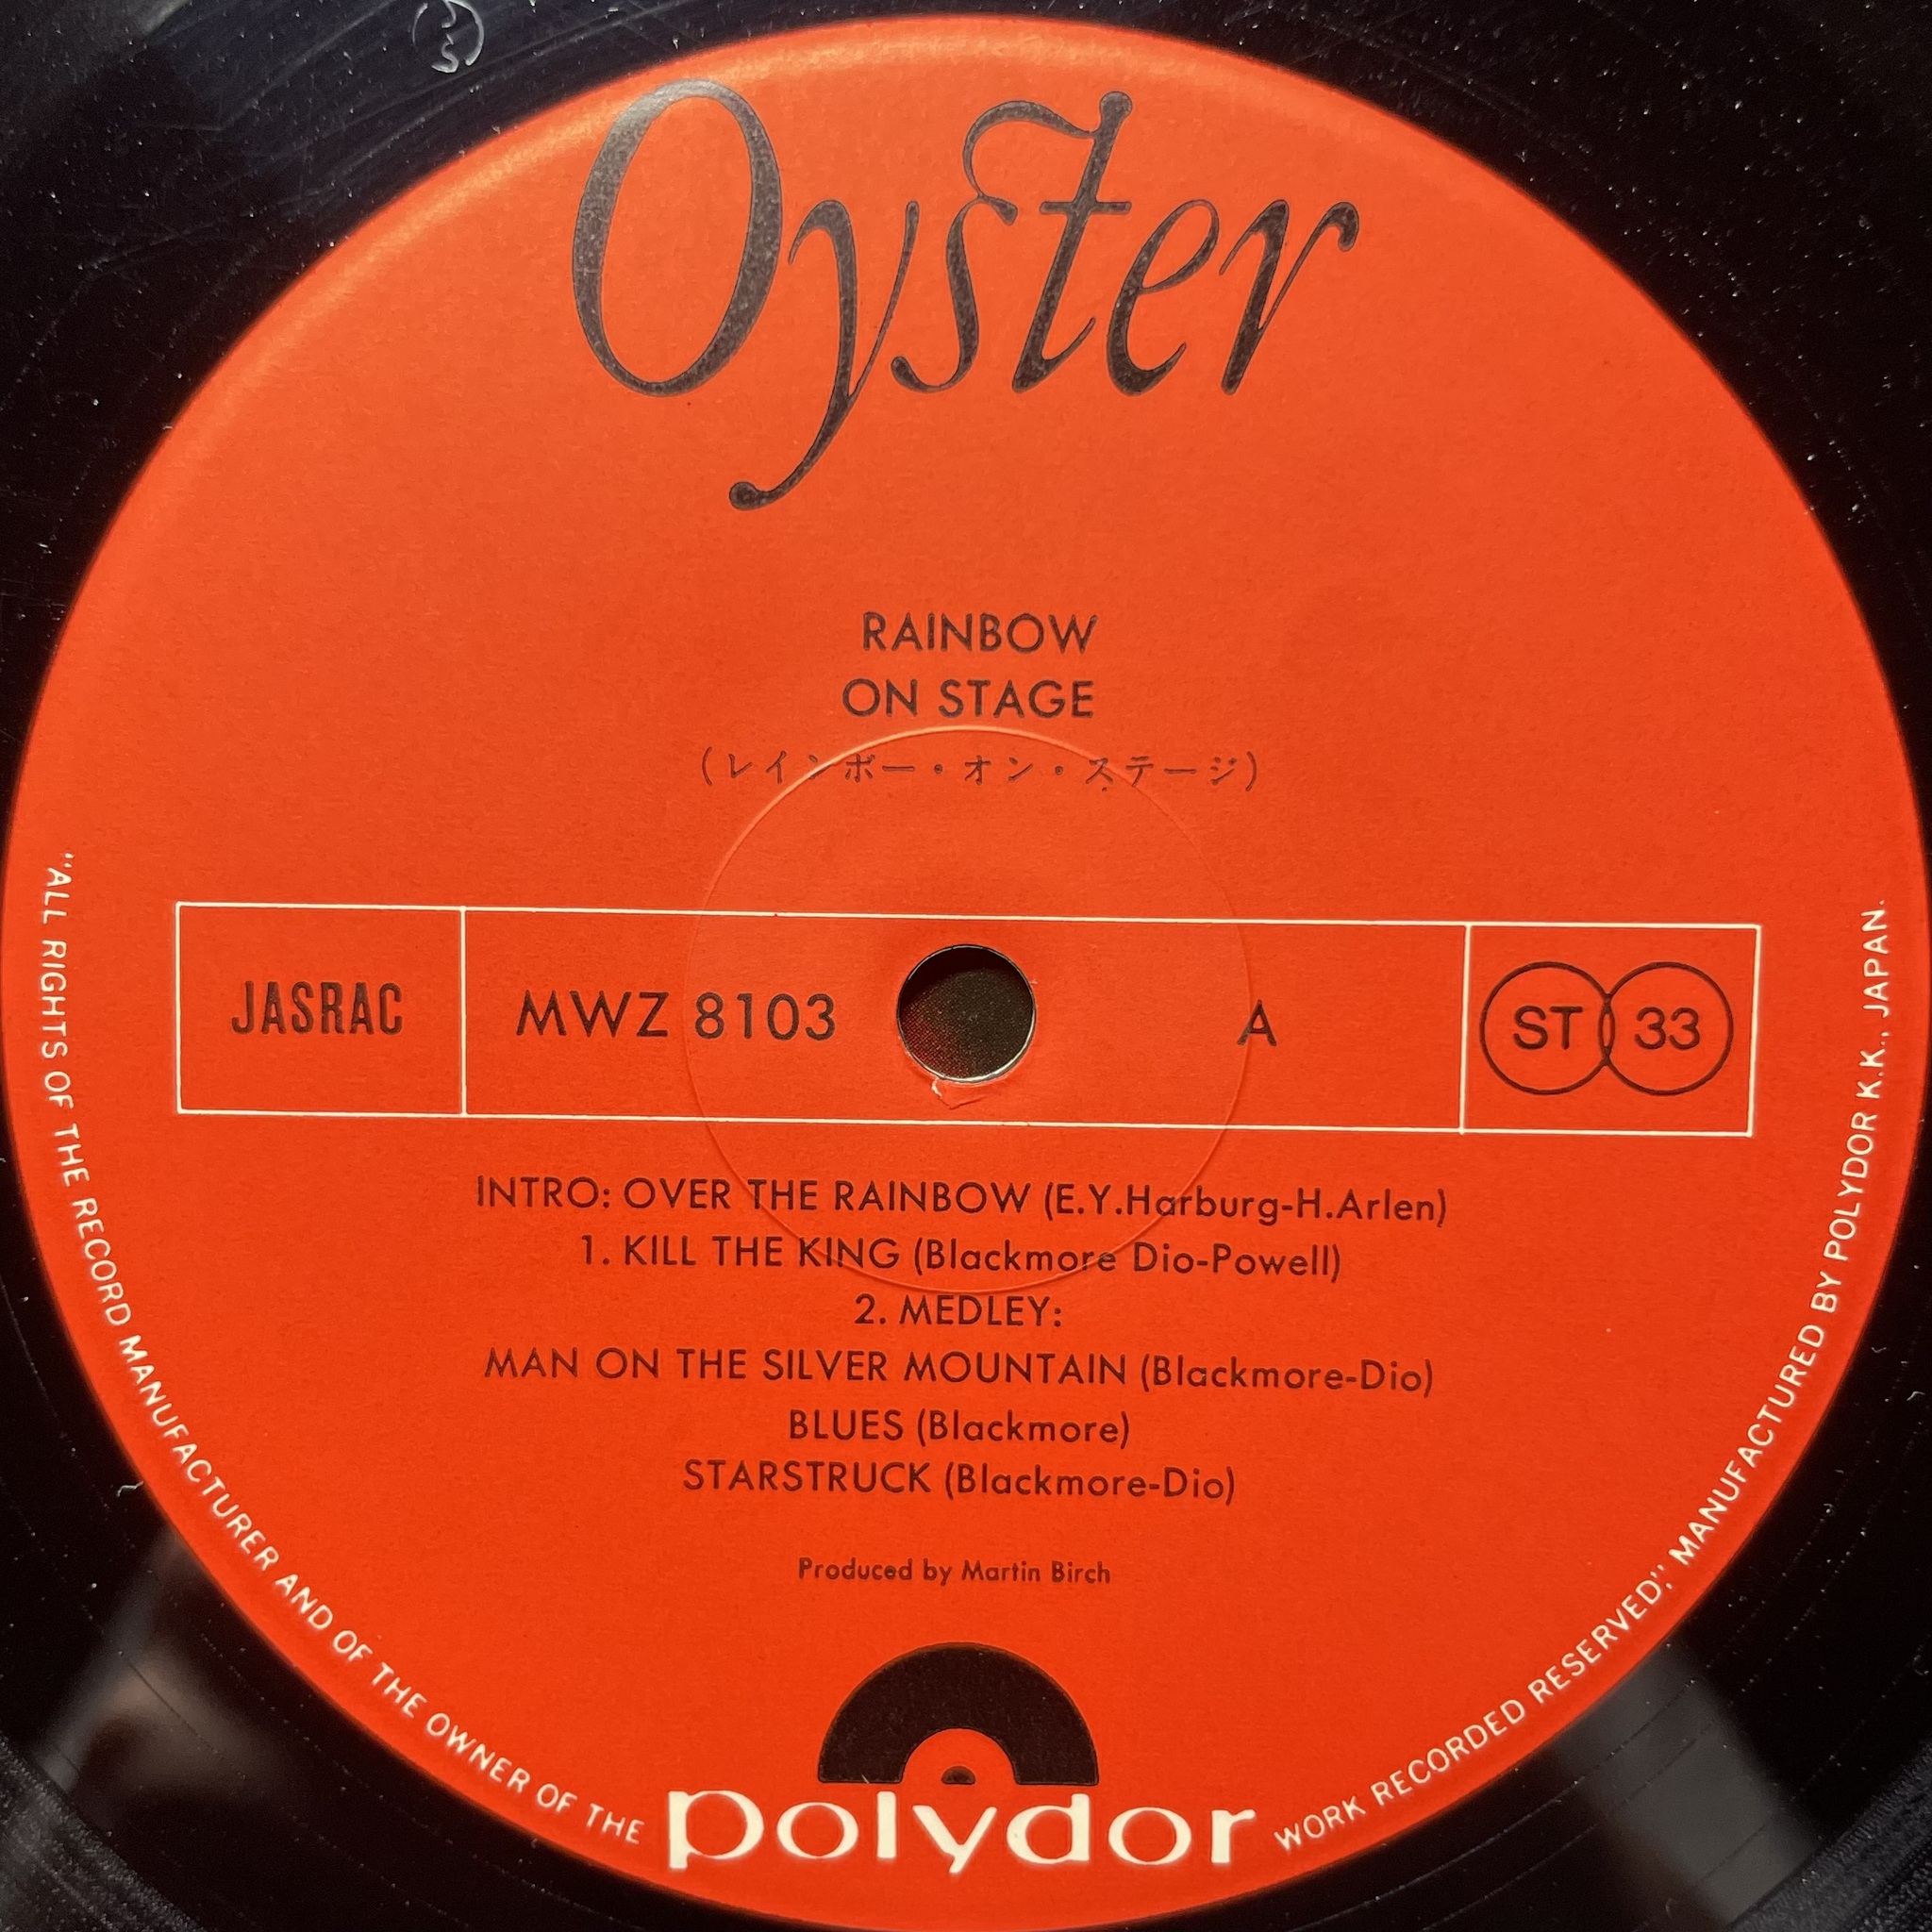 Oyster
RAINBOW
ON STAGE
(レインボー・オン・ステージ)
JASRAC
MWZ 8103
A
ST 33
INTRO: OVER THE RAINBOW (E.Y.Harburg-H.Arlen)
1. KILL THE KING (Blackmore Dio-Powell)
2. MEDLEY:
MAN ON THE SILVER MOUNTAIN (Blackmore-Dio)
BLUES (Blackmore)
STARSTRUCK (Blackmore-Dio)
Produced by Martin Birch
polydor
"ALL RIGHTS OF THE RECORD MANUFACTURER AND OF THE OWNER OF THE WORK RECORDED RESERVED", MANUFACTURED BY POLYDOR K.K., JAPAN.